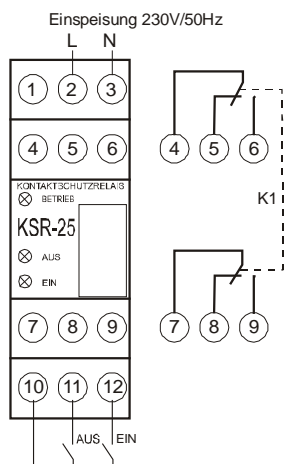 Einspeisung 230V/50Hz
L N
1 2 3
4 5 6
4 5 6
KONTAKTSCHUTZRELAIS
BETRIEB
KSR-25
AUS
EIN
K1
7 8 9
7 8 9
10 11 12
AUS EIN